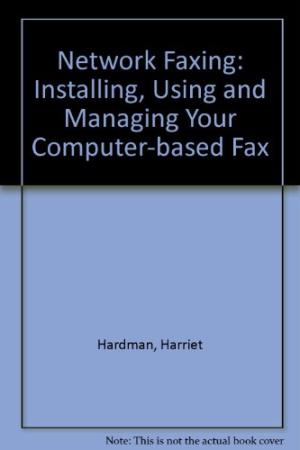 Network Faxing:
Installing, Using and
Managing Your
Computer-based Fax
Hardman, Harriet
Note: This is not the actual book cover